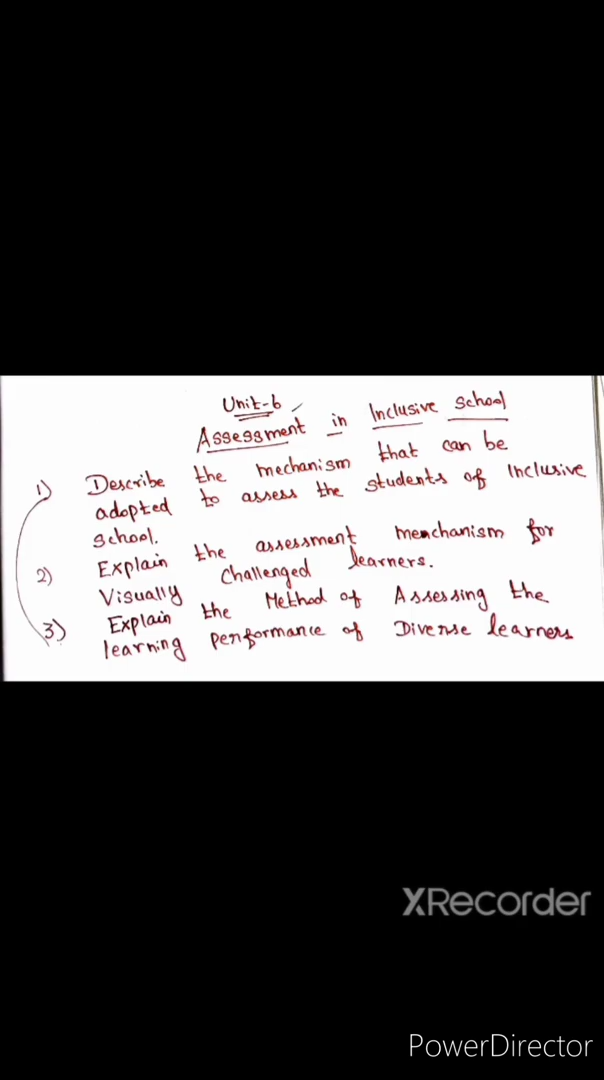 Unit-6
Assessment in Inclusive school
1) Describe the mechanism that can be
adopted to assess the students of Inclusive
school.
2) Explain the assessment menchanism for
Visually challenged learners.
3) Explain the Method of Assessing the
learning performance of Diverse learners
XRecorder
PowerDirector